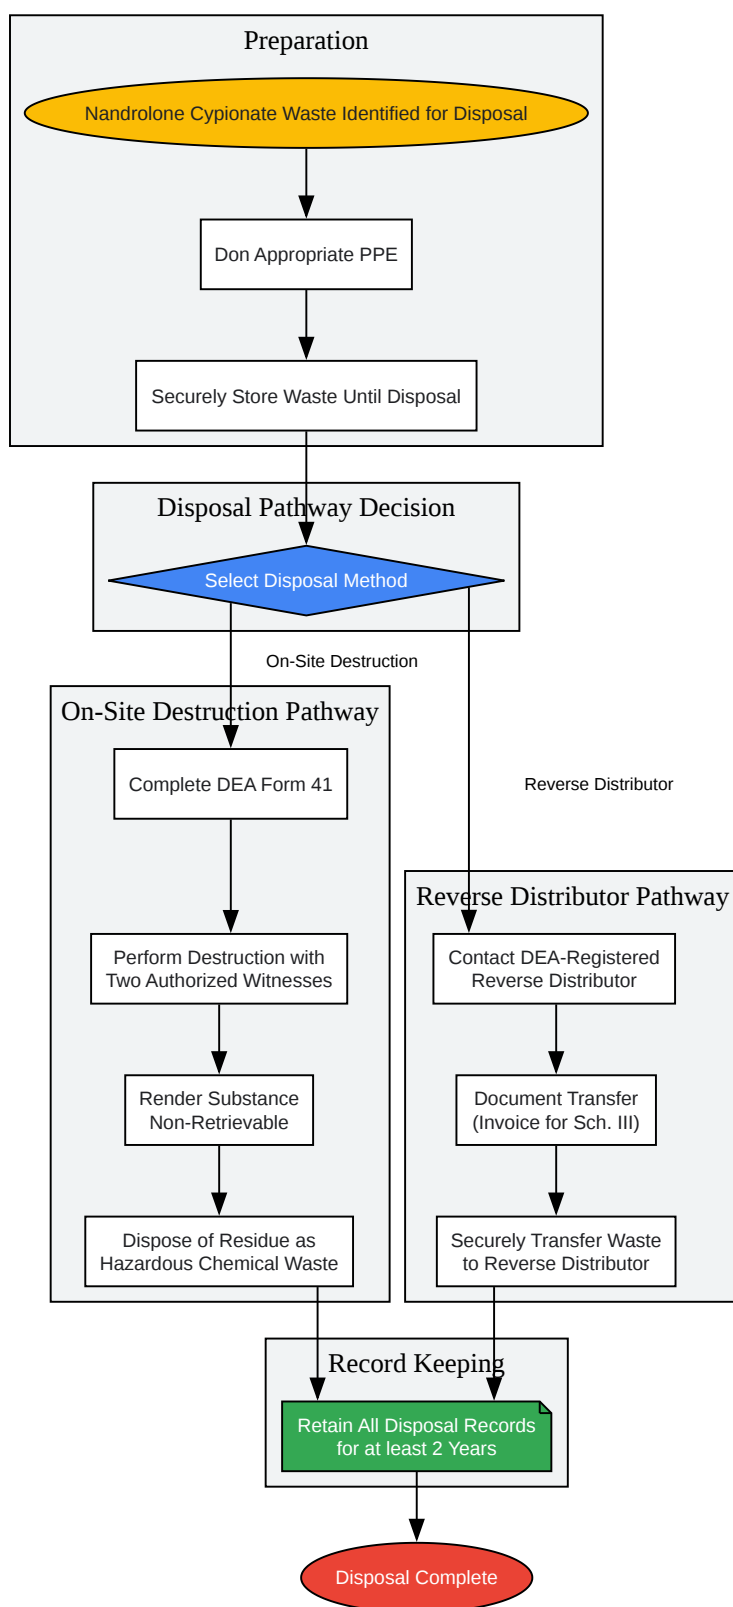 Preparation
Nandrolone Cypionate Waste Identified for Disposal
Don Appropriate PPE
Securely Store Waste Until Disposal
Disposal Pathway Decision
Select Disposal Method
On-Site Destruction
On-Site Destruction Pathway
Complete DEA Form 41
Reverse Distributor
Reverse Distributor Pathway
Perform Destruction with
Two Authorized Witnesses
Contact DEA-Registered
Reverse Distributor
Render Substance
Non-Retrievable
Document Transfer
(Invoice for Sch. III)
Dispose of Residue as
Hazardous Chemical Waste
Securely Transfer Waste
to Reverse Distributor
Record Keeping
Retain All Disposal Records
for at least 2 Years
Disposal Complete